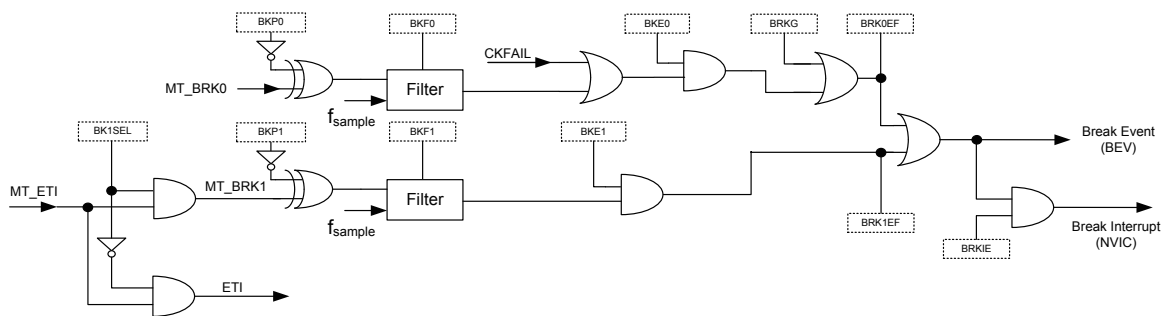 BKP0
BKF0
BKE0
BRKG
BRK0EF
CKFAIL
MT_BRK0
Filter
fsample
BK1SEL
BKP1
BKF1
BKE1
Break Event
(BEV)
MT_ETI
MT_BRK1
Filter
fsample
BRK1EF
BRKIE
Break Interrupt
(NVIC)
ETI